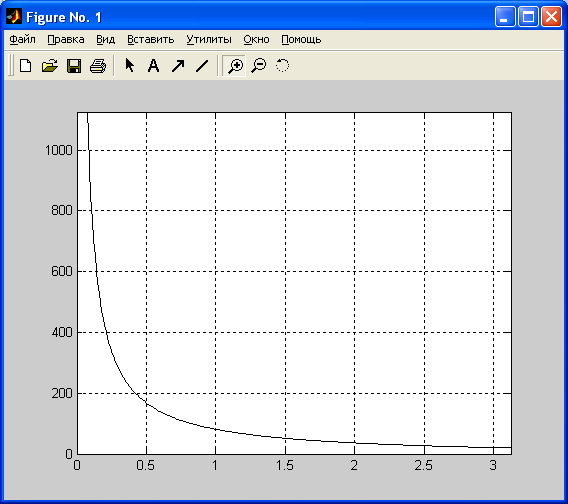 Figure No. 1
Файл Правка Вид Вставить Утилиты Окно Помощь
A
1000
800
600
400
200
0
0 0.5 1 1.5 2 2.5 3